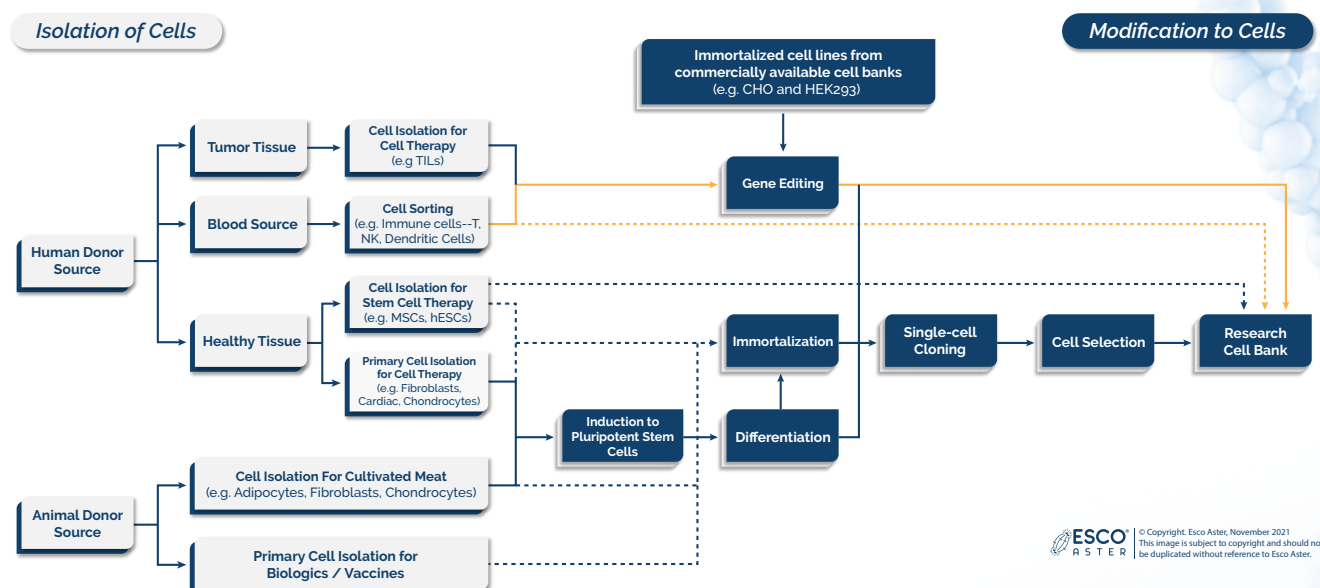 Isolation of Cells
Modification to Cells
Immortalized cell lines from
commercially available cell banks
(e.g. CHO and HEK293)
Tumor Tissue
Cell Isolation for
Cell Therapy
(e.g TILs)
Gene Editing
Blood Source
Cell Sorting
(e.g. Immune cells--T,
NK, Dendritic Cells)
Human Donor
Source
Healthy Tissue
Cell Isolation for
Stem Cell Therapy
(e.g. MSCs, hESCs)
Primary Cell Isolation
for Cell Therapy
(e.g. Fibroblasts,
Cardiac, Chondrocytes)
Immortalization
Single-cell
Cloning
Cell Selection
Research
Cell Bank
Induction to
Pluripotent Stem
Cells
Differentiation
Cell Isolation For Cultivated Meat
(e.g. Adipocytes, Fibroblasts, Chondrocytes)
Animal Donor
Source
Primary Cell Isolation for
Biologics / Vaccines
ESCO
ASTER
© Copyright. Esco Aster, November 2021
This image is subject to copyright and should no
be duplicated without reference to Esco Aster.